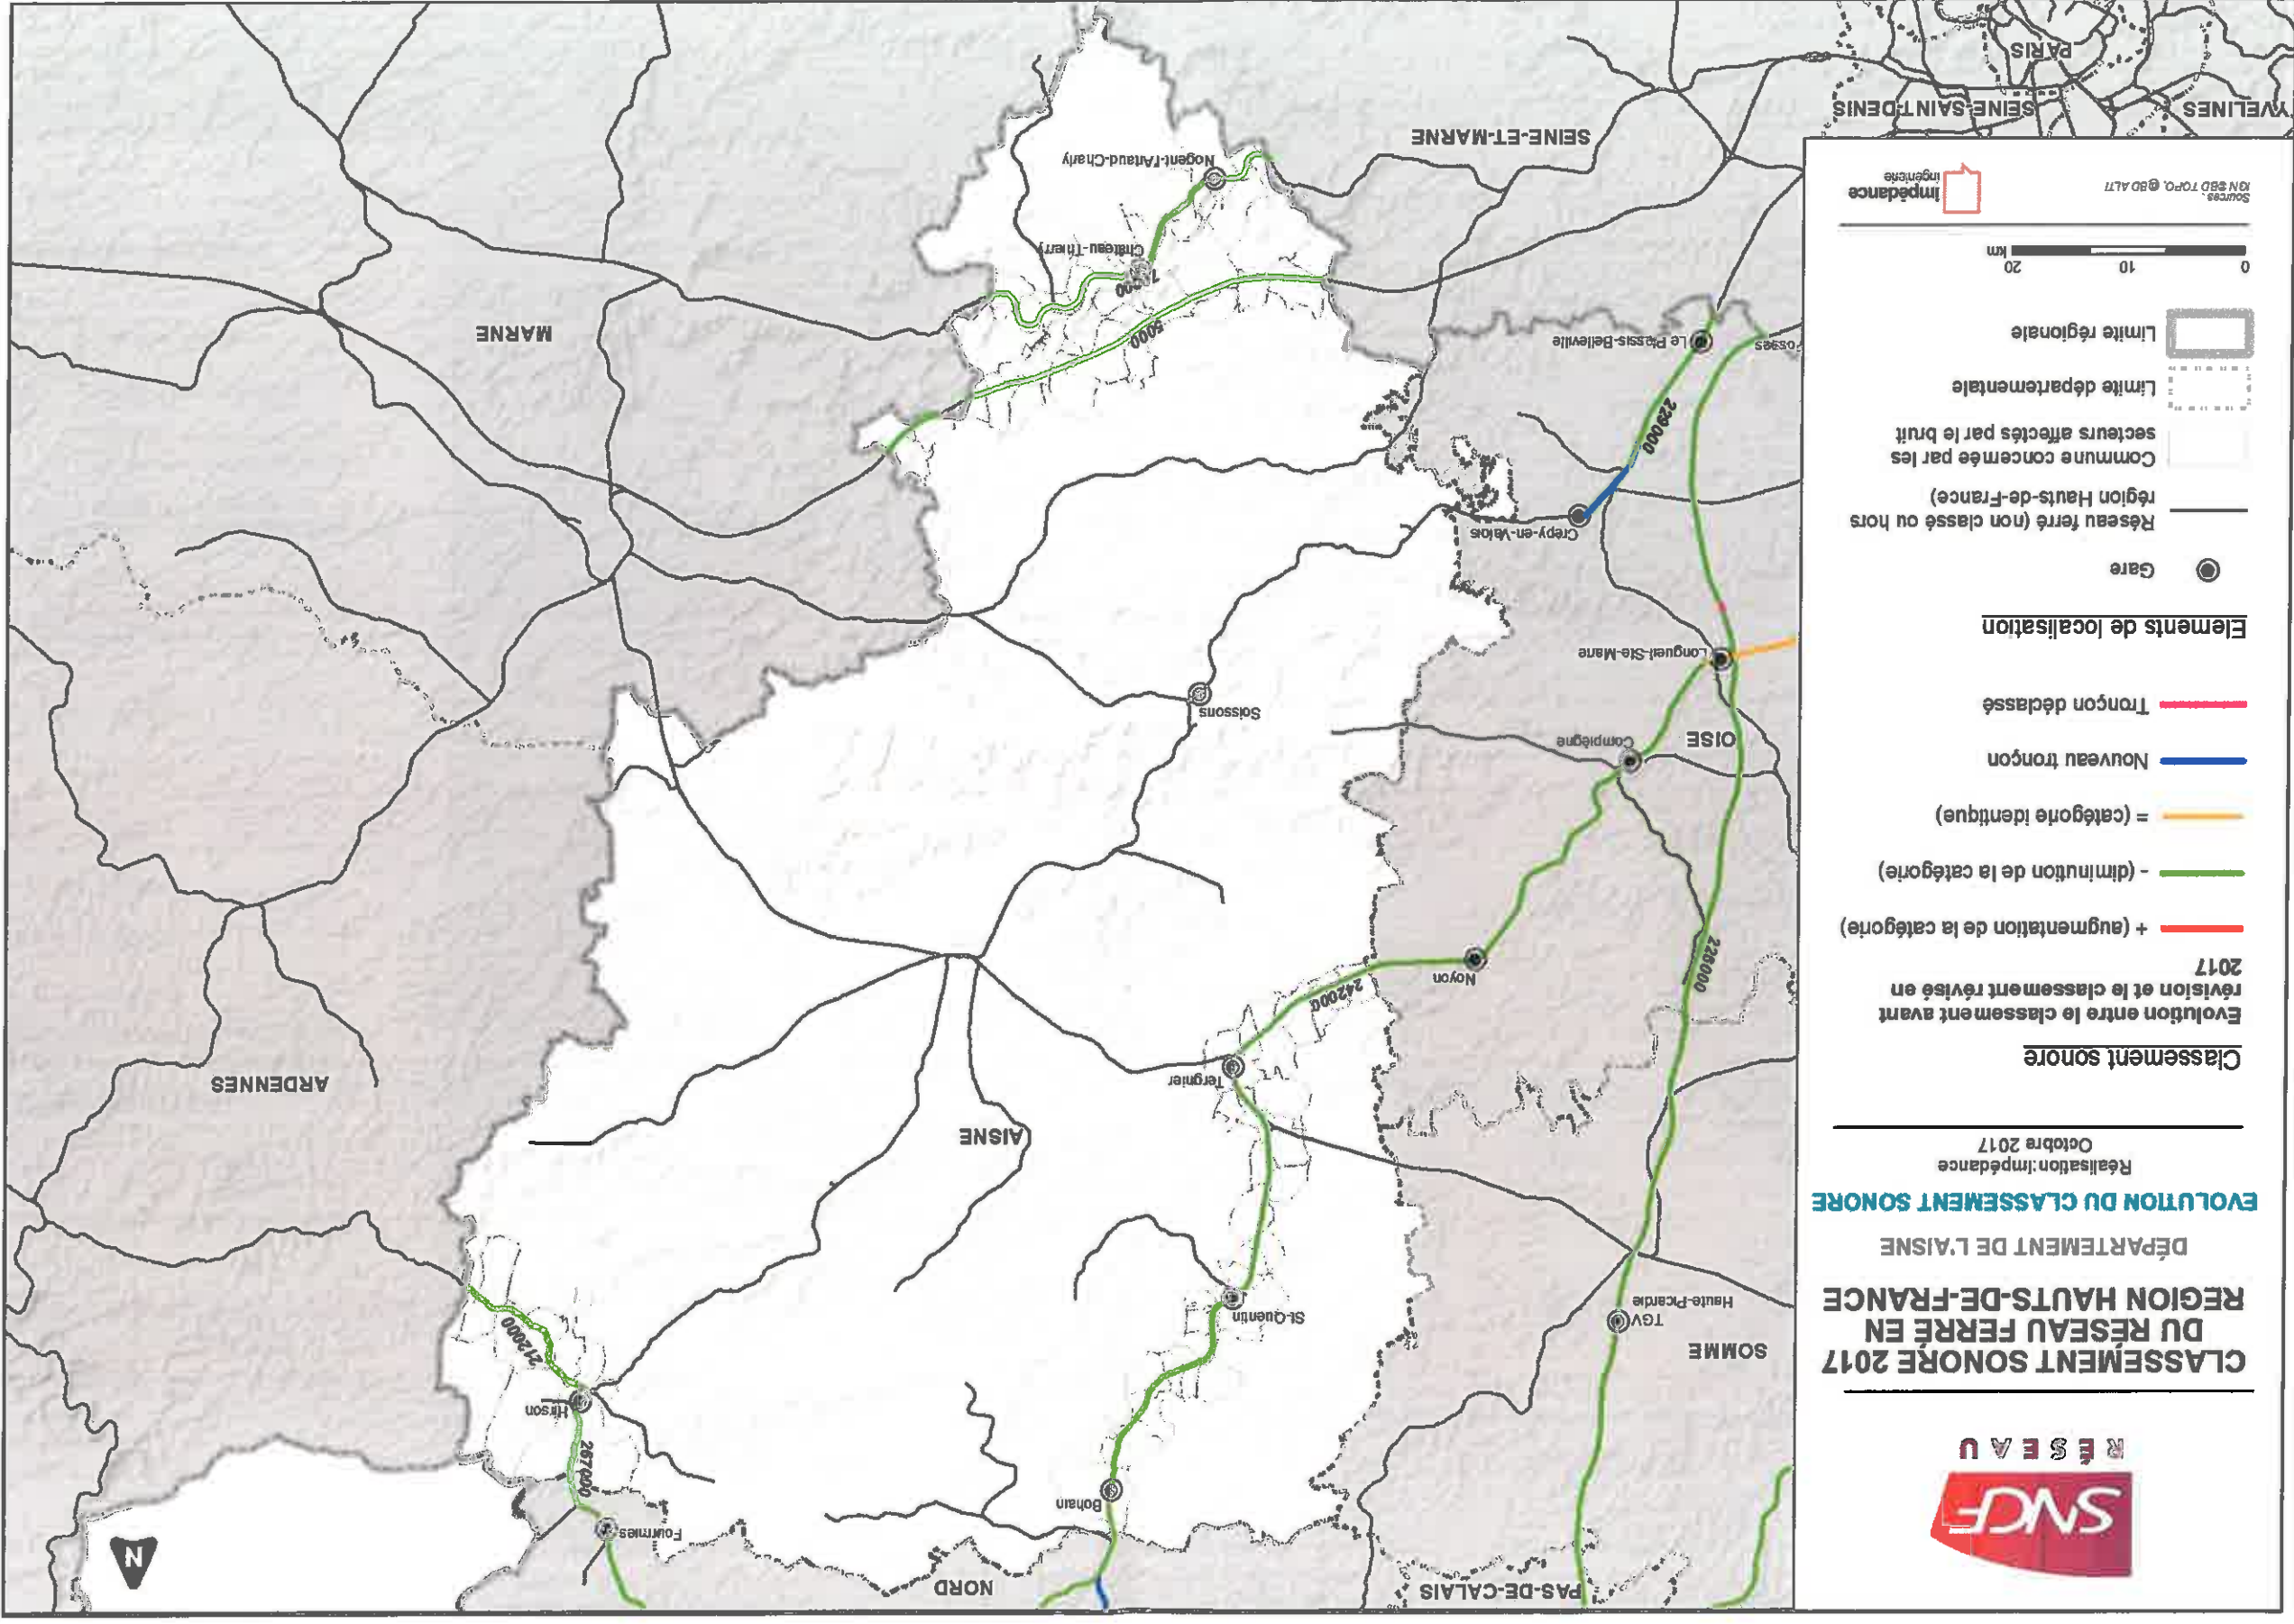 SNCF
RÉSEAU
CLASSEMENT SONORE 2017
DU RÉSEAU FERRÉ EN
REGION HAUTS-DE-FRANCE
DÉPARTEMENT DE L'AISNE
EVOLUTION DU CLASSEMENT SONORE
Réalisation:Impédance
Octobre 2017
Classement sonore
Evolution entre le classement avant
révision et le classement révisé en
2017
+ (augmentation de la catégorie)
- (diminution de la catégorie)
= (catégorie identique)
Nouveau tronçon
Tronçon déclassé
Elements de localisation
Gare
Réseau ferré (non classé ou hors
région Hauts-de-France)
Commune concernée par les
secteurs affectés par le bruit
Limite départementale
Limite régionale
0 10 20 km
Sources:
IGN ®BD TOPO, @BD ALTI
Impédance
ingénierie
N
PAS-DE-CALAIS
NORD
Fourmies
Bohain
267000
Hirson
SOMME
TGV
Haute-Picardie
St-Quentin
212000
AISNE
Tergnier
ARDENNES
242000
Noyon
226000
OISE
Compiègne
Soissons
Longueil-Ste-Marie
Crépy-en-Valois
229000
Le Plessis-Belleville
5000
MARNE
Château-Thierry
Nogent-l'Artaud-Charly
SEINE-ET-MARNE
YVELINES
SEINE-SAINT-DENIS
PARIS